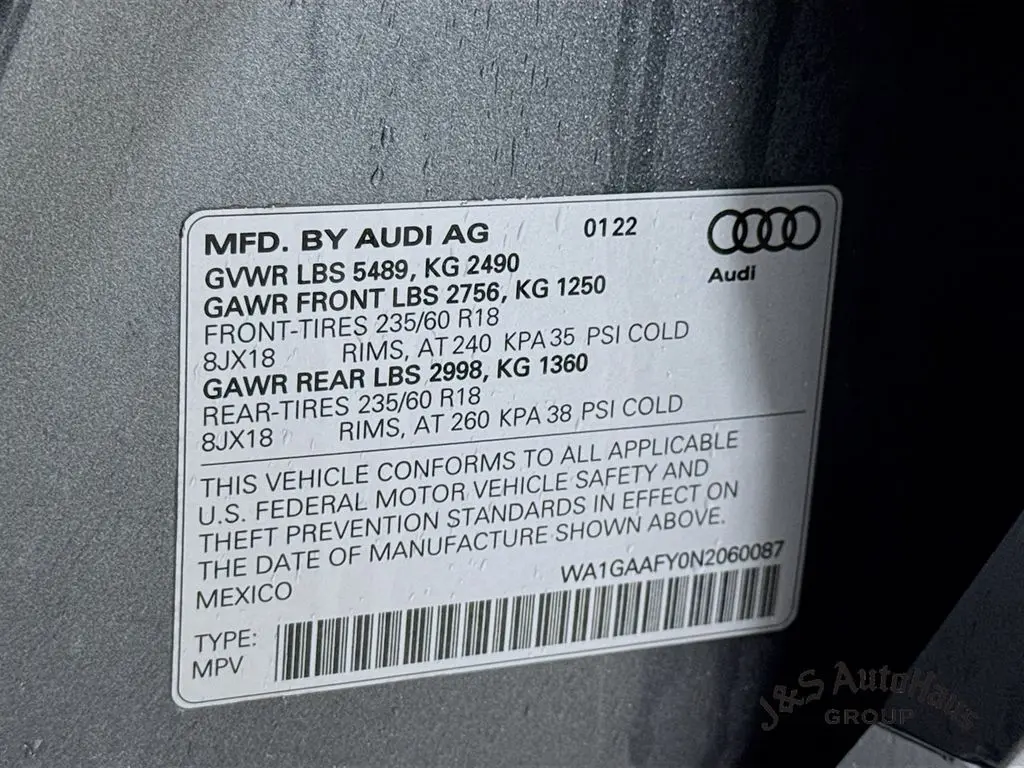 MFD. BY AUDI AG 0122
Audi
GVWR LBS 5489, KG 2490
GAWR FRONT LBS 2756, KG 1250
FRONT-TIRES 235/60 R18
8JX18 RIMS, AT 240 KPA 35 PSI COLD
GAWR REAR LBS 2998, KG 1360
REAR-TIRES 235/60 R18
8JX18 RIMS, AT 260 KPA 38 PSI COLD
THIS VEHICLE CONFORMS TO ALL APPLICABLE
U.S. FEDERAL MOTOR VEHICLE SAFETY AND
THEFT PREVENTION STANDARDS IN EFFECT ON
THE DATE OF MANUFACTURE SHOWN ABOVE.
MEXICO WA1GAAFY0N2060087
TYPE:
MPV
J&S AutoHaus
GROUP